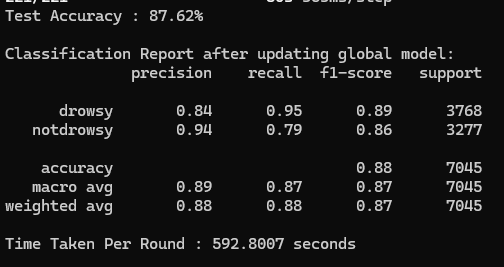 Test Accuracy : 87.62%
Classification Report after updating global model:
precision recall f1-score support
drowsy 0.84 0.95 0.89 3768
notdrowsy 0.94 0.79 0.86 3277
accuracy 0.88 7045
macro avg 0.89 0.87 0.87 7045
weighted avg 0.88 0.88 0.87 7045
Time Taken Per Round : 592.8007 seconds